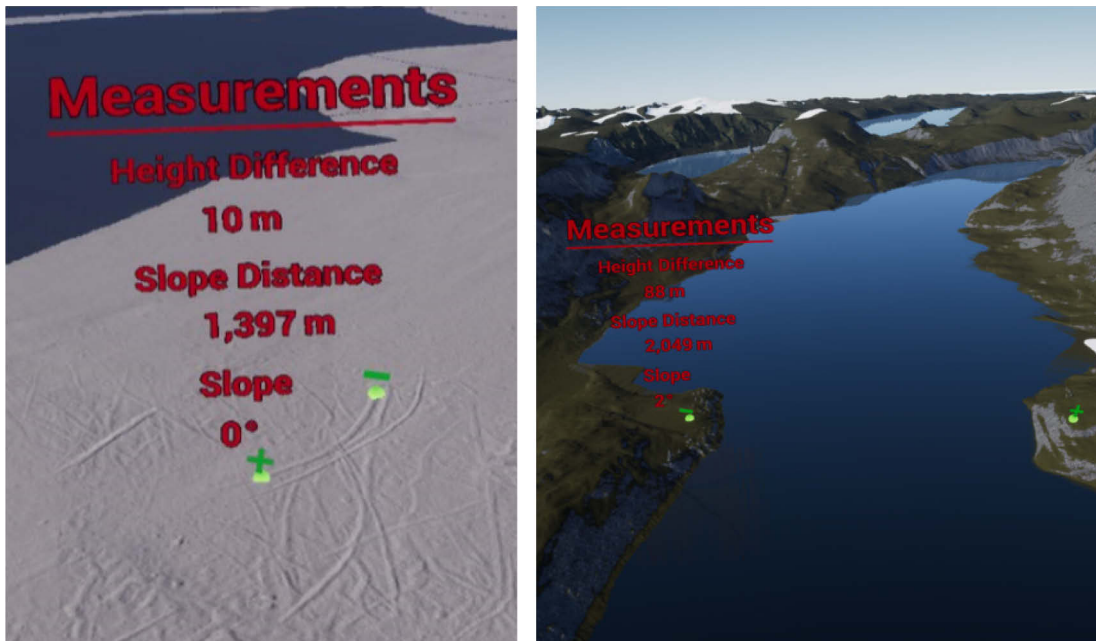 Measurements
Height Difference
10 m
Slope Distance
1,397 m
Slope
0°
Measurements
Height Difference
88 m
Slope Distance
2,049 m
Slope
2°